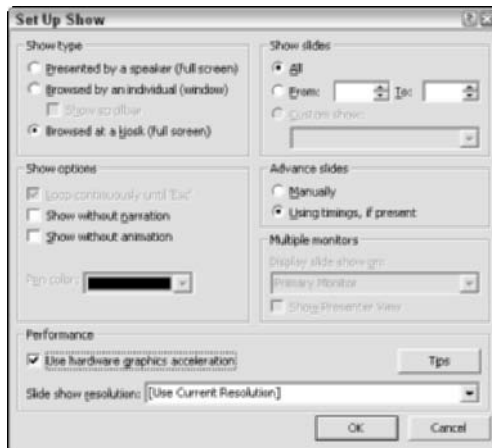 Set Up Show
Show type
Presented by a speaker (full screen)
Browsed by an individual (window)
Show scrollbar
Browsed at a kiosk (full screen)
Show slides
All
From: To:
Custom show:
Show options
Loop continuously until 'Esc'
Show without narration
Show without animation
Pen color:
Advance slides
Manually
Using timings, if present
Multiple monitors
Display slide show on:
Primary Monitor
Show Presenter View
Performance
Use hardware graphics acceleration
Tips
Slide show resolution: [Use Current Resolution]
OK Cancel